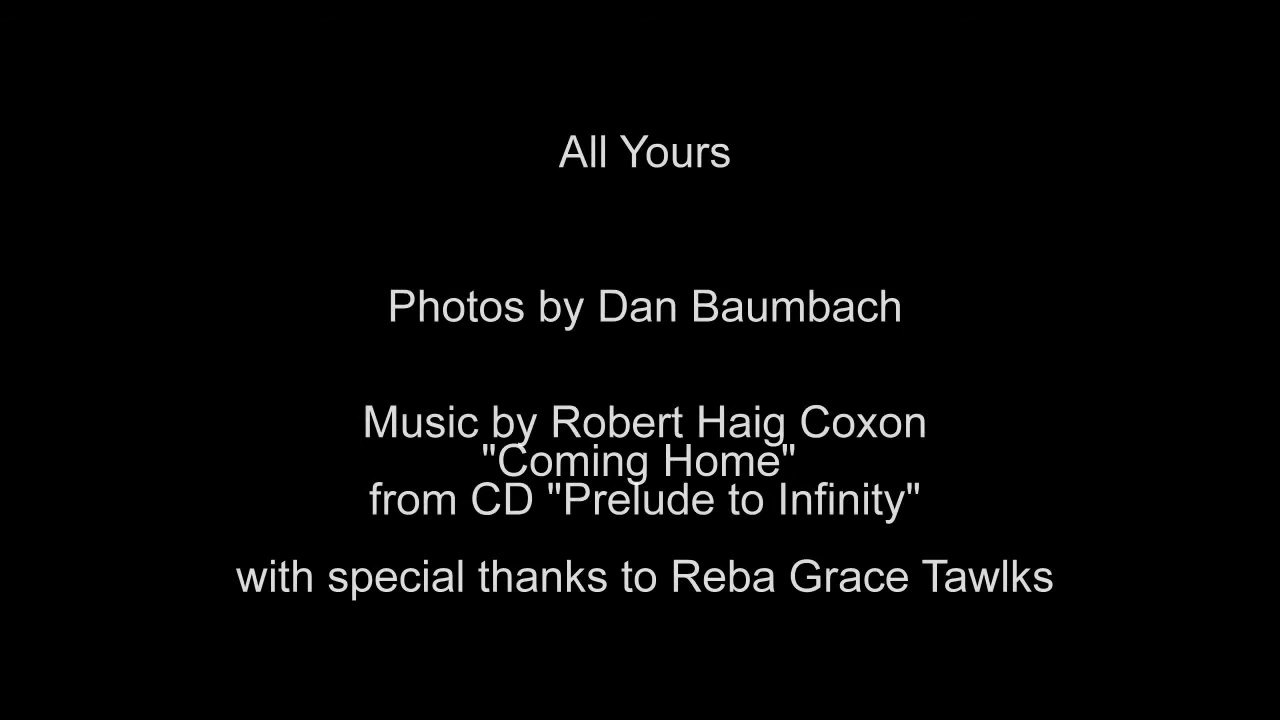 All Yours
Photos by Dan Baumbach
Music by Robert Haig Coxon
"Coming Home"
from CD "Prelude to Infinity"
with special thanks to Reba Grace Tawlks